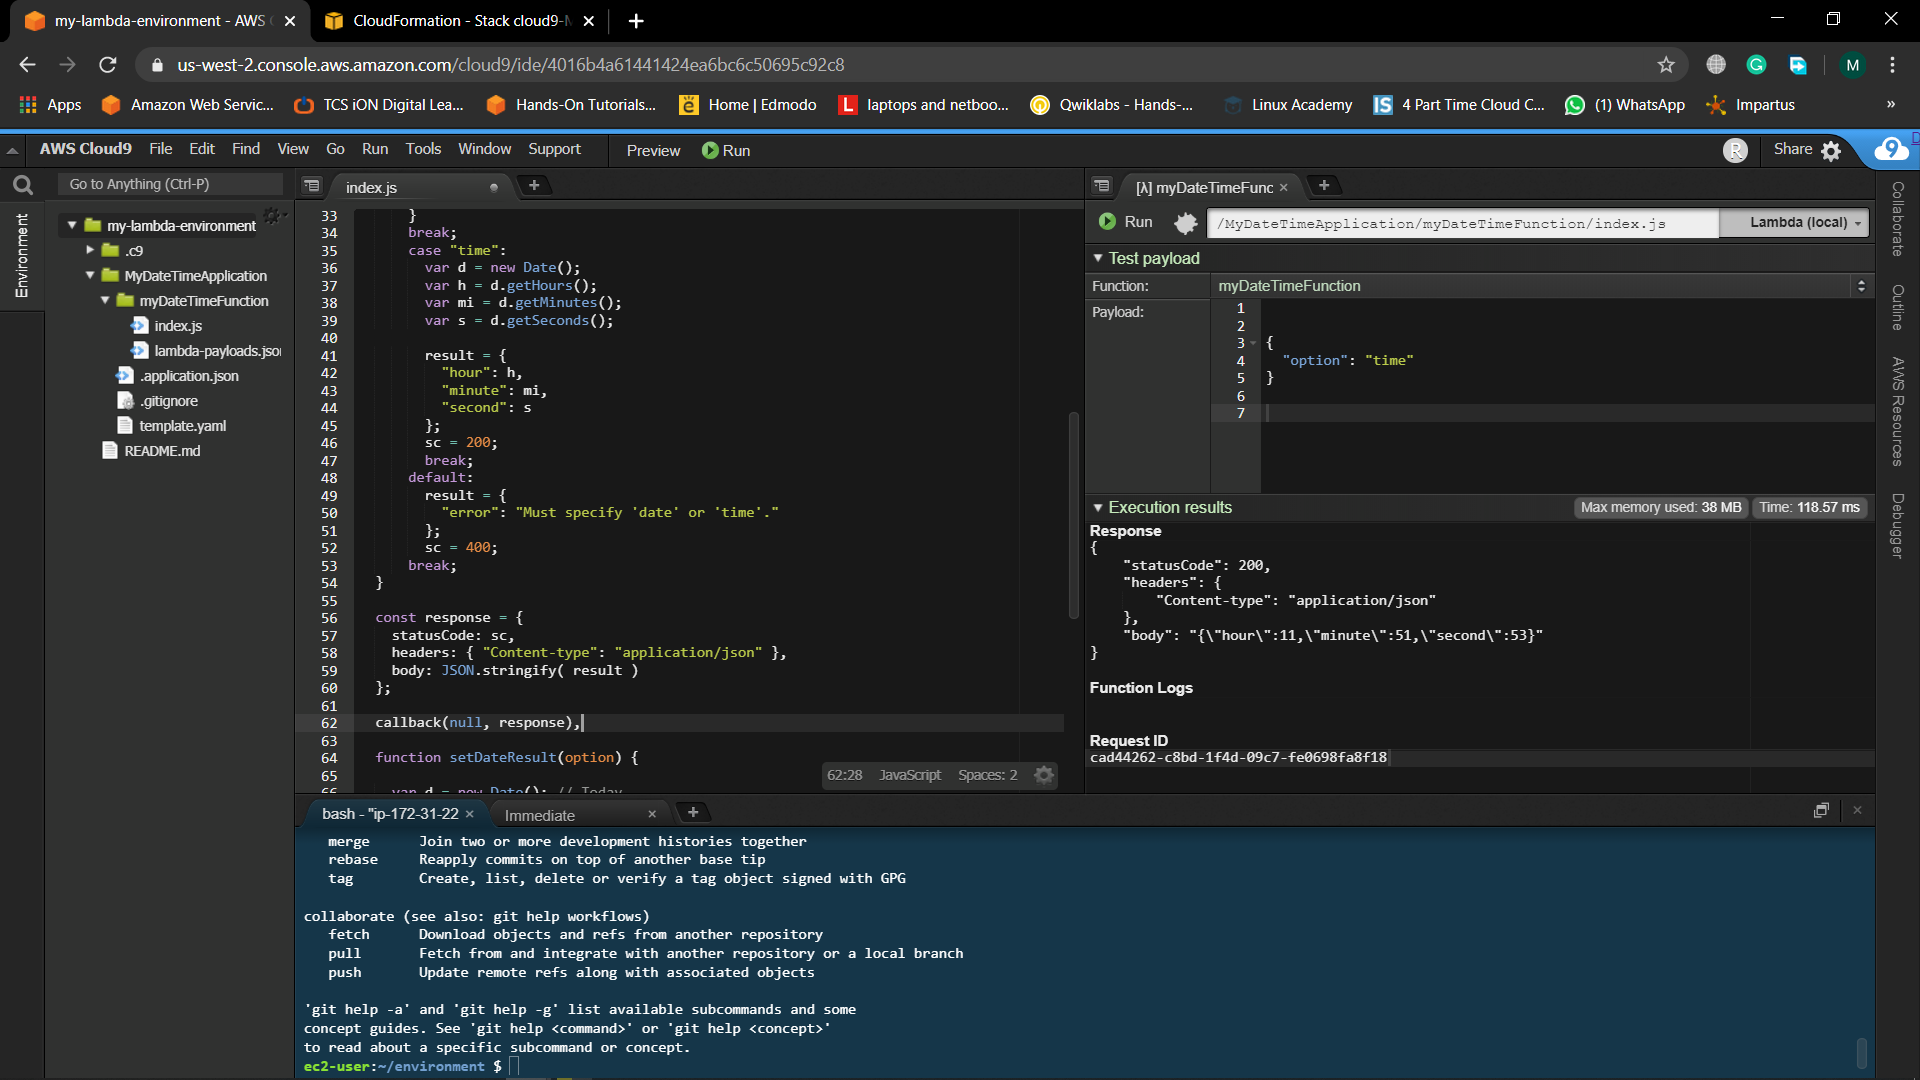 my-lambda-environment - AWS
CloudFormation - Stack cloud9-
us-west-2.console.aws.amazon.com/cloud9/ide/4016b4a61441424ea6bc6c50695c92c8
M
Apps
Amazon Web Servic...
TCS iON Digital Lea...
Hands-On Tutorials...
Home | Edmodo
laptops and netboo...
Qwiklabs - Hands-...
Linux Academy
4 Part Time Cloud C...
(1) WhatsApp
Impartus
»
AWS Cloud9 File Edit Find View Go Run Tools Window Support Preview Run
R
Share
9
Go to Anything (Ctrl-P)
Environment
my-lambda-environment
.c9
MyDateTimeApplication
myDateTimeFunction
index.js
lambda-payloads.jso
.application.json
.gitignore
template.yaml
README.md
index.js
33 }
34 break;
35 case "time":
36 var d = new Date();
37 var h = d.getHours();
38 var mi = d.getMinutes();
39 var s = d.getSeconds();
40
41 result = {
42 "hour": h,
43 "minute": mi,
44 "second": s
45 };
46 sc = 200;
47 break;
48 default:
49 result = {
50 "error": "Must specify 'date' or 'time'."
51 };
52 sc = 400;
53 break;
54 }
55
56 const response = {
57 statusCode: sc,
58 headers: { "Content-type": "application/json" },
59 body: JSON.stringify( result )
60 };
61
62 callback(null, response),
63
64 function setDateResult(option) {
65
66 var d = new Date(); // Today
62:28 JavaScript Spaces: 2
[λ] myDateTimeFunc
Run
/MyDateTimeApplication/myDateTimeFunction/index.js
Lambda (local)
Test payload
Function: myDateTimeFunction
Payload:
1
2
3 {
4 "option": "time"
5 }
6
7
Execution results
Max memory used: 38 MB
Time: 118.57 ms
Response
{
"statusCode": 200,
"headers": {
"Content-type": "application/json"
},
"body": "{\"hour\":11,\"minute\":51,\"second\":53}"
}
Function Logs
Request ID
cad44262-c8bd-1f4d-09c7-fe0698fa8f18
Collaborate
Outline
AWS Resources
Debugger
bash - "ip-172-31-22
Immediate
merge Join two or more development histories together
rebase Reapply commits on top of another base tip
tag Create, list, delete or verify a tag object signed with GPG
collaborate (see also: git help workflows)
fetch Download objects and refs from another repository
pull Fetch from and integrate with another repository or a local branch
push Update remote refs along with associated objects
'git help -a' and 'git help -g' list available subcommands and some
concept guides. See 'git help <command>' or 'git help <concept>'
to read about a specific subcommand or concept.
ec2-user:~/environment $